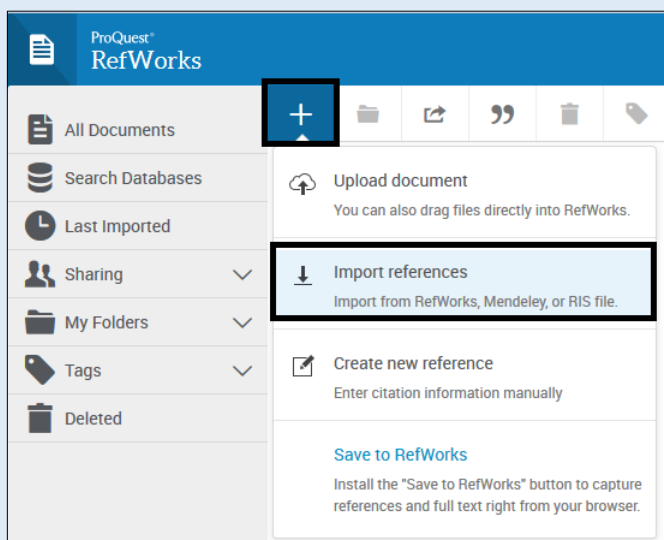 ProQuest®
RefWorks
All Documents
Search Databases
Last Imported
Sharing
My Folders
Tags
Deleted
Upload document
You can also drag files directly into RefWorks.
Import references
Import from RefWorks, Mendeley, or RIS file.
Create new reference
Enter citation information manually
Save to RefWorks
Install the "Save to RefWorks" button to capture
references and full text right from your browser.